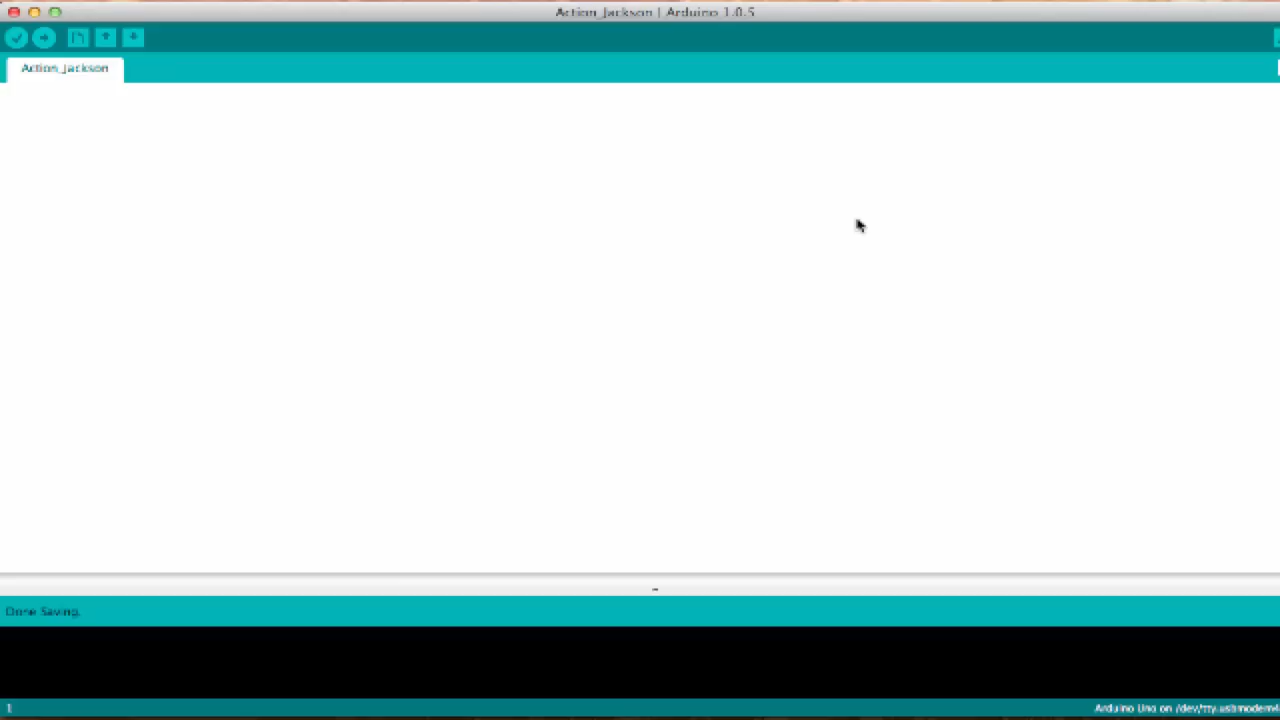 Action_Jackson | Arduino 1.0.5
Action_Jackson
Done Saving.
1
Arduino Uno on /dev/tty.usbmodem